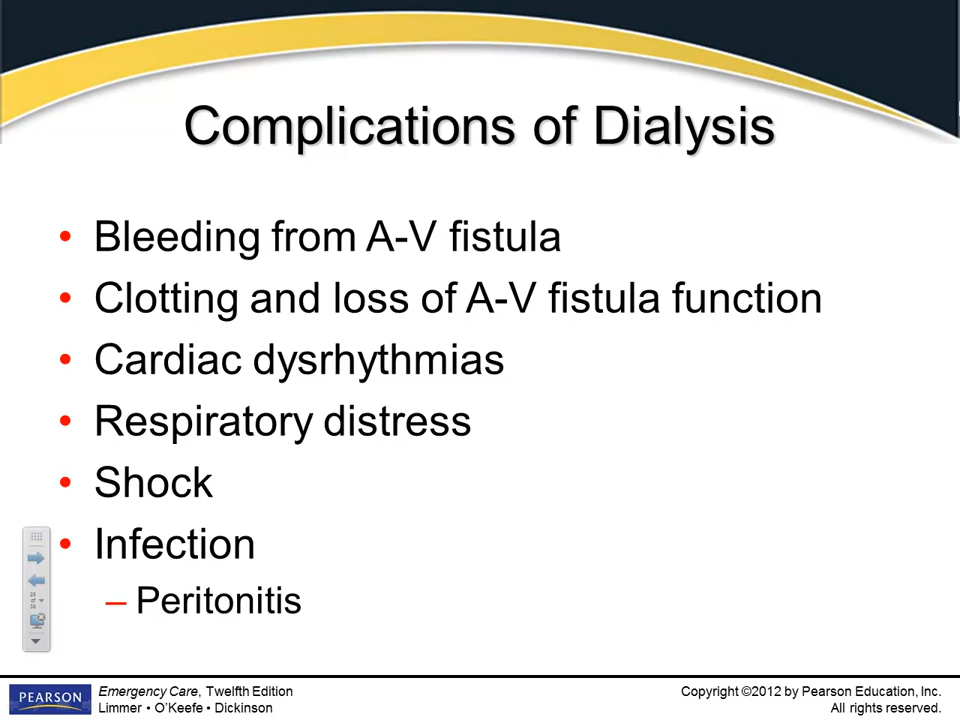 Complications of Dialysis
• Bleeding from A-V fistula
• Clotting and loss of A-V fistula function
• Cardiac dysrhythmias
• Respiratory distress
• Shock
• Infection
– Peritonitis
PEARSON
Emergency Care, Twelfth Edition
Limmer • O’Keefe • Dickinson
Copyright ©2012 by Pearson Education, Inc.
All rights reserved.